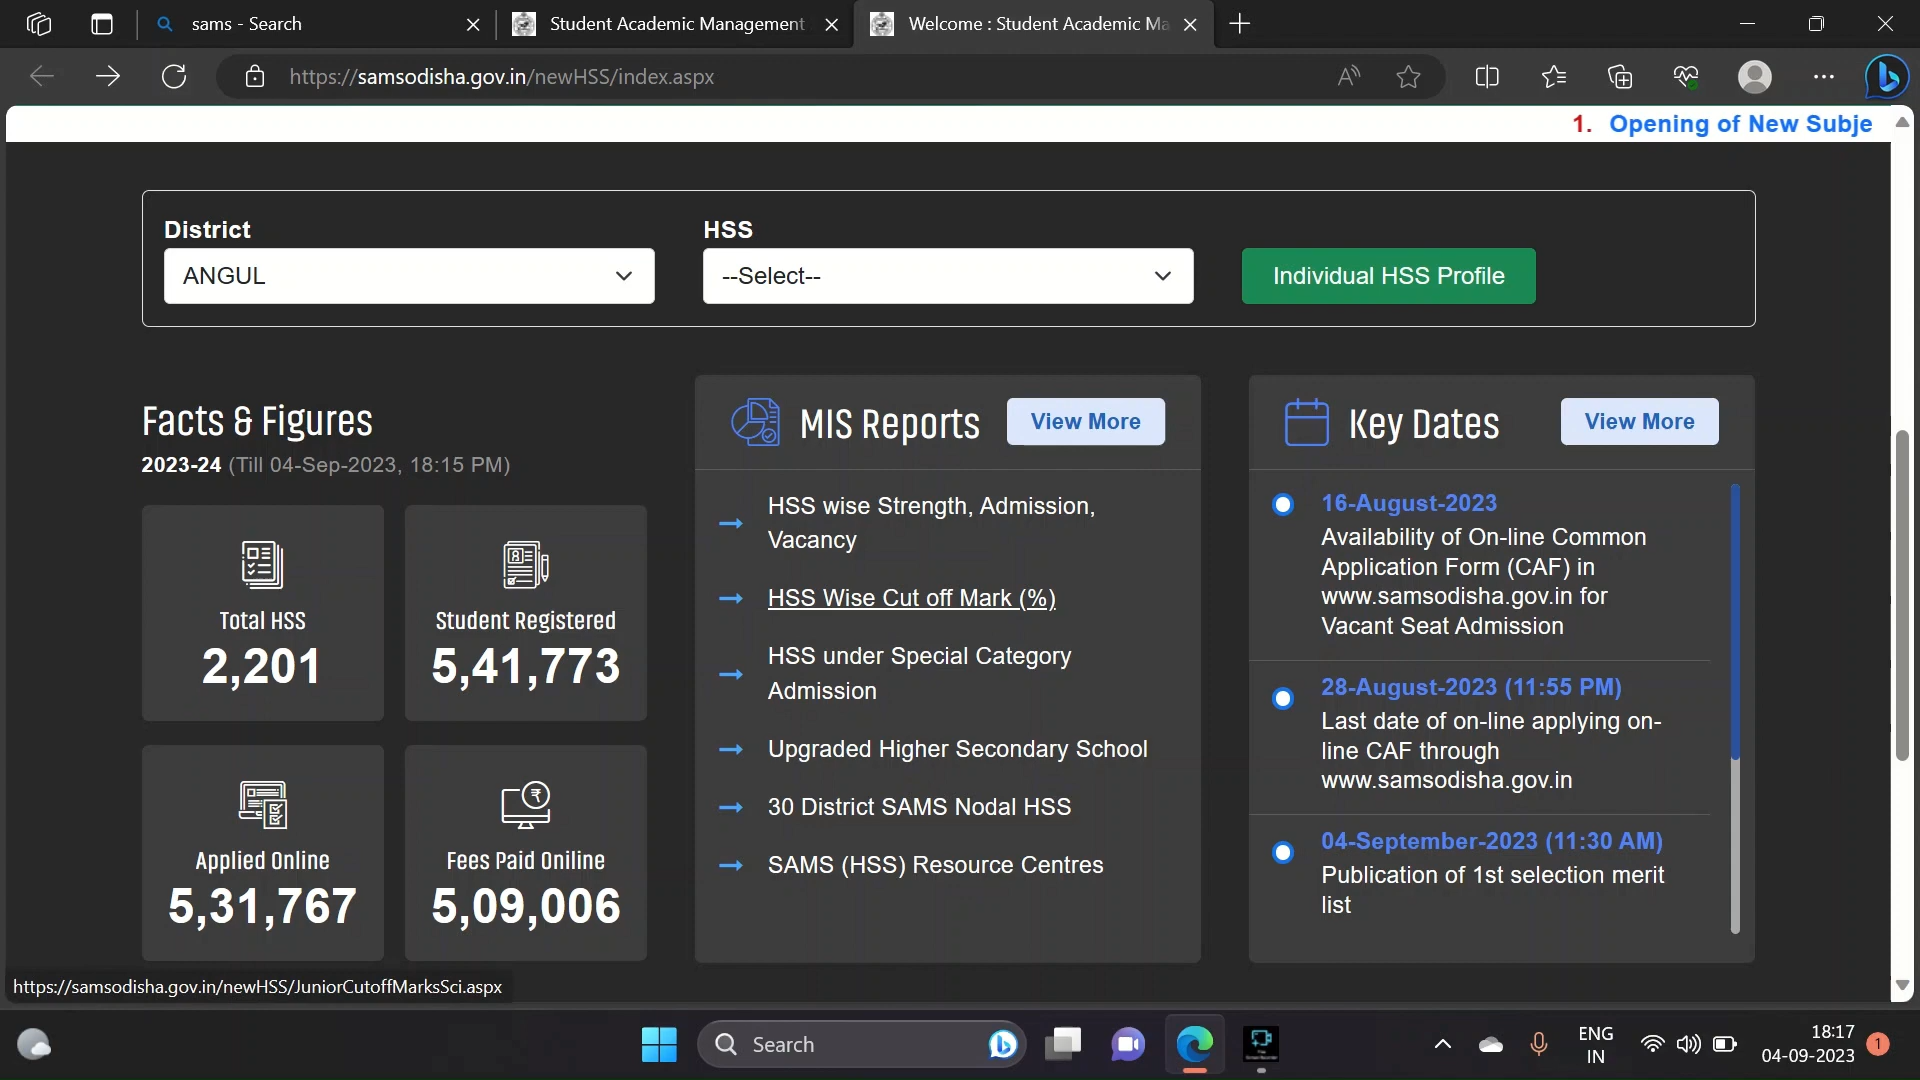 sams - Search
Student Academic Management
Welcome : Student Academic Ma
https://samsodisha.gov.in/newHSS/index.aspx
1. Opening of New Subje
District
HSS
ANGUL
--Select--
Individual HSS Profile
Facts & Figures
2023-24 (Till 04-Sep-2023, 18:15 PM)
Total HSS
2,201
Student Registered
5,41,773
Applied Online
5,31,767
Fees Paid Oniline
5,09,006
MIS Reports
View More
HSS wise Strength, Admission,
Vacancy
HSS Wise Cut off Mark (%)
HSS under Special Category
Admission
Upgraded Higher Secondary School
30 District SAMS Nodal HSS
SAMS (HSS) Resource Centres
Key Dates
View More
16-August-2023
Availability of On-line Common
Application Form (CAF) in
www.samsodisha.gov.in for
Vacant Seat Admission
28-August-2023 (11:55 PM)
Last date of on-line applying on-
line CAF through
www.samsodisha.gov.in
04-September-2023 (11:30 AM)
Publication of 1st selection merit
list
https://samsodisha.gov.in/newHSS/JuniorCutoffMarksSci.aspx
Search
ENG
IN
18:17
04-09-2023
1